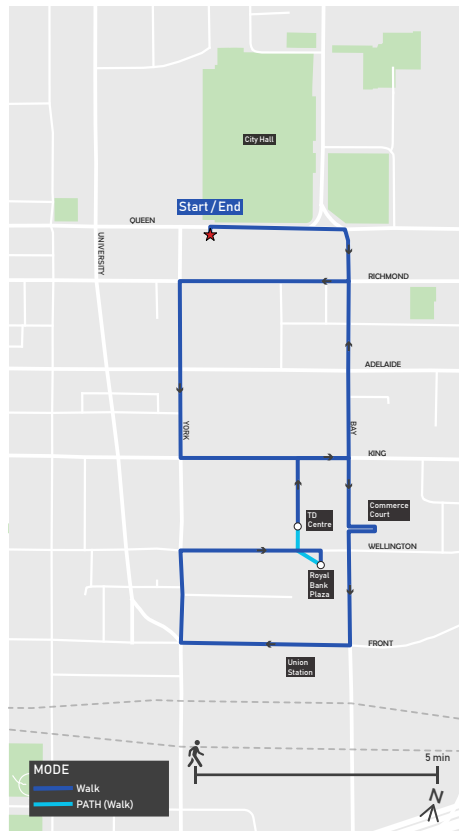 City Hall
Start / End
QUEEN
UNIVERSITY
RICHMOND
ADELAIDE
YORK
BAY
KING
Commerce
Court
TD
Centre
WELLINGTON
Royal
Bank
Plaza
FRONT
Union
Station
5 min
MODE
Walk
PATH (Walk)
N